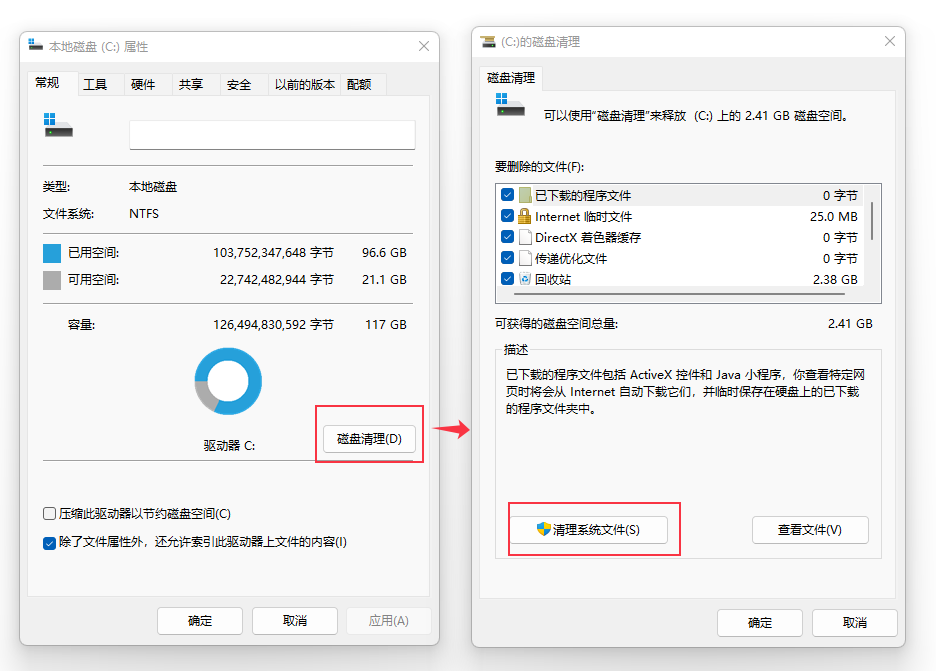 本地磁盘 (C:) 属性
常规 工具 硬件 共享 安全 以前的版本 配额
类型: 本地磁盘
文件系统: NTFS
已用空间: 103,752,347,648 字节 96.6 GB
可用空间: 22,742,482,944 字节 21.1 GB
容量: 126,494,830,592 字节 117 GB
驱动器 C:
磁盘清理(D)
压缩此驱动器以节约磁盘空间(C)
除了文件属性外，还允许索引此驱动器上文件的内容(I)
确定 取消 应用(A)
(C:)的磁盘清理
磁盘清理
可以使用“磁盘清理”来释放 (C:) 上的 2.41 GB 磁盘空间。
要删除的文件(F):
已下载的程序文件 0 字节
Internet 临时文件 25.0 MB
DirectX 着色器缓存 0 字节
传递优化文件 0 字节
回收站 2.38 GB
可获得的磁盘空间总量: 2.41 GB
描述
已下载的程序文件包括 ActiveX 控件和 Java 小程序，你查看特定网
页时将会从 Internet 自动下载它们，并临时保存在硬盘上的已下载
的程序文件夹中。
清理系统文件(S) 查看文件(V)
确定 取消